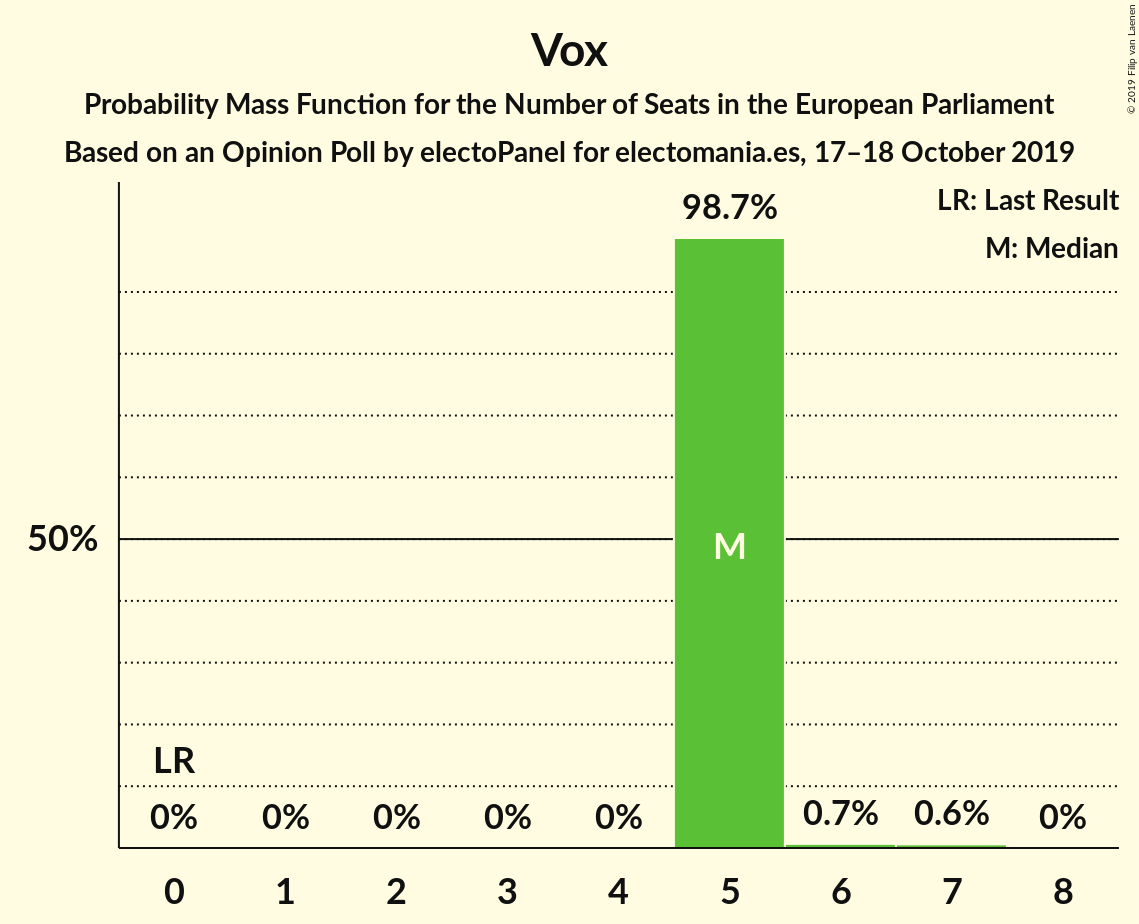 Vox
Probability Mass Function for the Number of Seats in the European Parliament
Based on an Opinion Poll by electoPanel for electomania.es, 17–18 October 2019
© 2019 Filip van Laenen
LR: Last Result
M: Median
98.7%
50%
M
LR
0% 0% 0% 0% 0% 0.7% 0.6% 0%
0 1 2 3 4 5 6 7 8